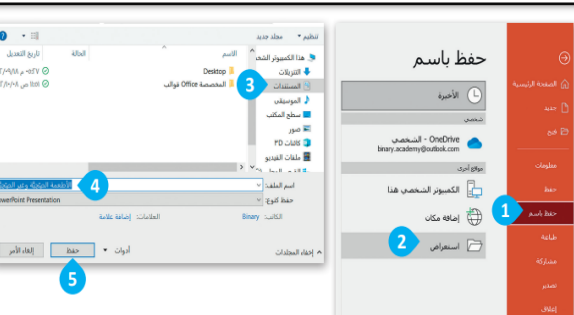 حفظ باسم
الصفحة الرئيسية
جديد
فتح
معلومات
حفظ
حفظ باسم
طباعة
مشاركة
تصدير
إغلاق
الأخيرة
شخصي
OneDrive - الشخصي
binary.academy@outlook.com
مواقع أخرى
الكمبيوتر الشخصي هذا
إضافة مكان
استعراض
1
2
تنظيم
مجلد جديد
الاسم
الحالة
تاريخ التعديل
هذا الكمبيوتر الشخ
التنزيلات
المستندات
الموسيقى
سطح المكتب
صور
كائنات 3D
ملفات الفيديو
Desktop
قوالب Office المخصصة
3
اسم الملف:
4
حفظ كنوع:
PowerPoint Presentation
الكاتب: Binary
العلامات: إضافة علامة
إخفاء المجلدات
أدوات
حفظ
إلغاء الأمر
5